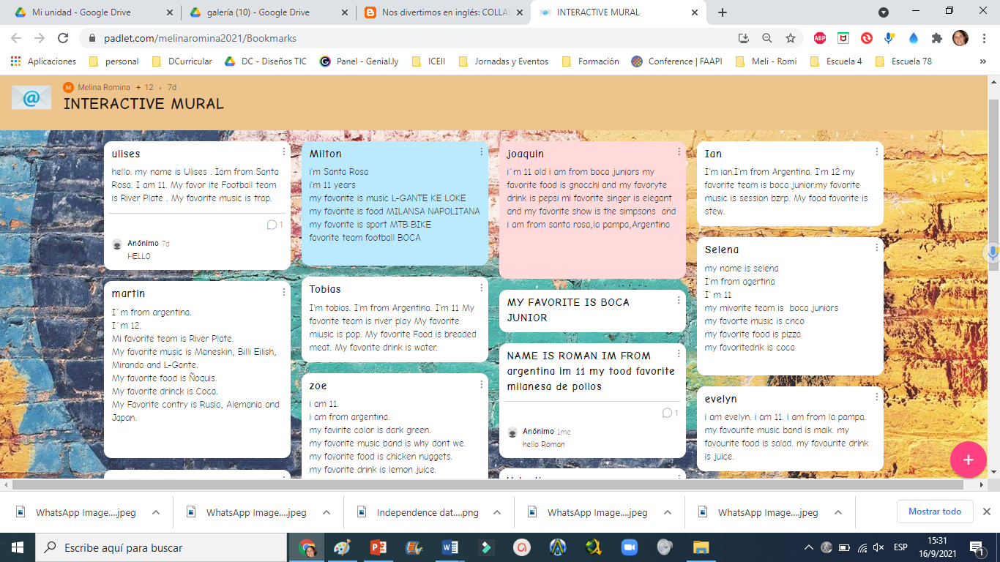 Mi unidad - Google Drive
galería (10) - Google Drive
Nos divertimos en inglés: COLLA
INTERACTIVE MURAL
padlet.com/melinaromina2021/Bookmarks
ABP
Aplicaciones
personal
DCurricular
DC - Diseños TIC
Panel - Genial.ly
ICEII
Jornadas y Eventos
Formación
Conference | FAAPI
Meli - Romi
Escuela 4
Escuela 78
»
M Melina Romina + 12 • 7d
INTERACTIVE MURAL
ulises
hello. my name is Ulises . Iam from Santa
Rosa. I am 11. My favor ite Football team
is River Plate . My favorite music is trap.
1
Anónimo 7d
HELLO
martin
I´m from argentina.
I´m 12.
Mi favorite team is River Plate.
My favorite music is Maneskin, Billi Eilish,
Miranda and L-Gante.
My favorite food is Ñoquis.
My favorite drinck is Coca.
My Favorite contry is Rusia, Alemania and
Japan.
Milton
i'm Santa Rosa
i'm 11 years
my favorite is music L-GANTE KE LOKE
my favorite is food MILANSA NAPOLITANA
my favorite is sport MTB BIKE
favorite team football BOCA
Tobias
I'm tobias. I'm from Argentina. I'm 11 My
favorite team is river play My favorite
miusic is pop. My favorite Food is breaded
meat. My favorite drink is water.
zoe
i am 11.
i am from argentina.
my favirite color is dark green.
my favorite music band is why dont we.
my favorite food is chicken nuggets.
my favorite drink is lemon juice.
joaquin
i´m 11 old i am from boca juniors my
favorite food is gnocchi and my favoryte
drink is pepsi mi favorite singer is elegant
and my favorite show is the simpsons and
i am from santa rosa,la pampa,Argentina
MY FAVORITE IS BOCA
JUNIOR
NAME IS ROMAN IM FROM
argentina im 11 my tood favorite
milanesa de pollos
1
Anónimo 1me
hello Roman
Ian
I'm ian.I'm from Argentina. I'm 12 my
favorite team is boca junior.my favorite
music is session bzrp. My food favorite is
stew.
Selena
my name is selena
I'm from agertina
I' m 11
my mivorite team is boca juniors
my favorte music is cnco
my favorite food is pizza
my favoritedrik is coca
evelyn
i am evelyn. i am 11. i am from la pampa.
my favourite music band is maik. my
favourite food is salad. my favourite drink
is juice.
+
WhatsApp Image....jpeg
WhatsApp Image....jpeg
Independence dat....png
WhatsApp Image....jpeg
WhatsApp Image....jpeg
Mostrar todo
Escribe aquí para buscar
ESP
15:31
16/9/2021
1